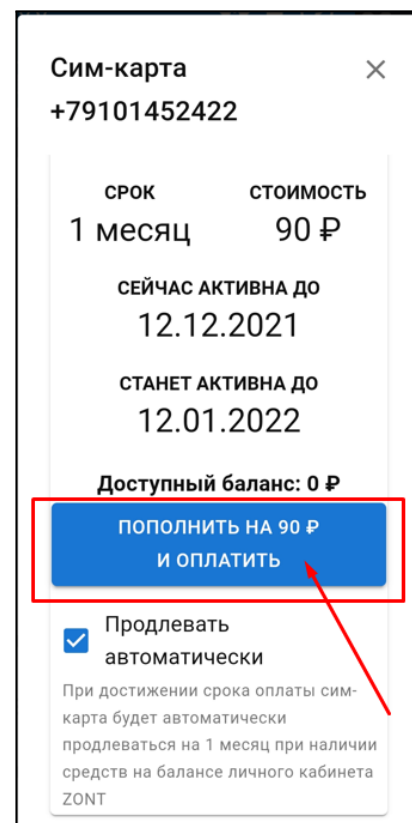 Сим-карта
+79101452422
СРОК СТОИМОСТЬ
1 месяц 90 ₽
СЕЙЧАС АКТИВНА ДО
12.12.2021
СТАНЕТ АКТИВНА ДО
12.01.2022
Доступный баланс: 0 ₽
ПОПОЛНИТЬ НА 90 ₽
И ОПЛАТИТЬ
Продлевать
автоматически
При достижении срока оплаты сим-
карта будет автоматически
продлеваться на 1 месяц при наличии
средств на балансе личного кабинета
ZONT